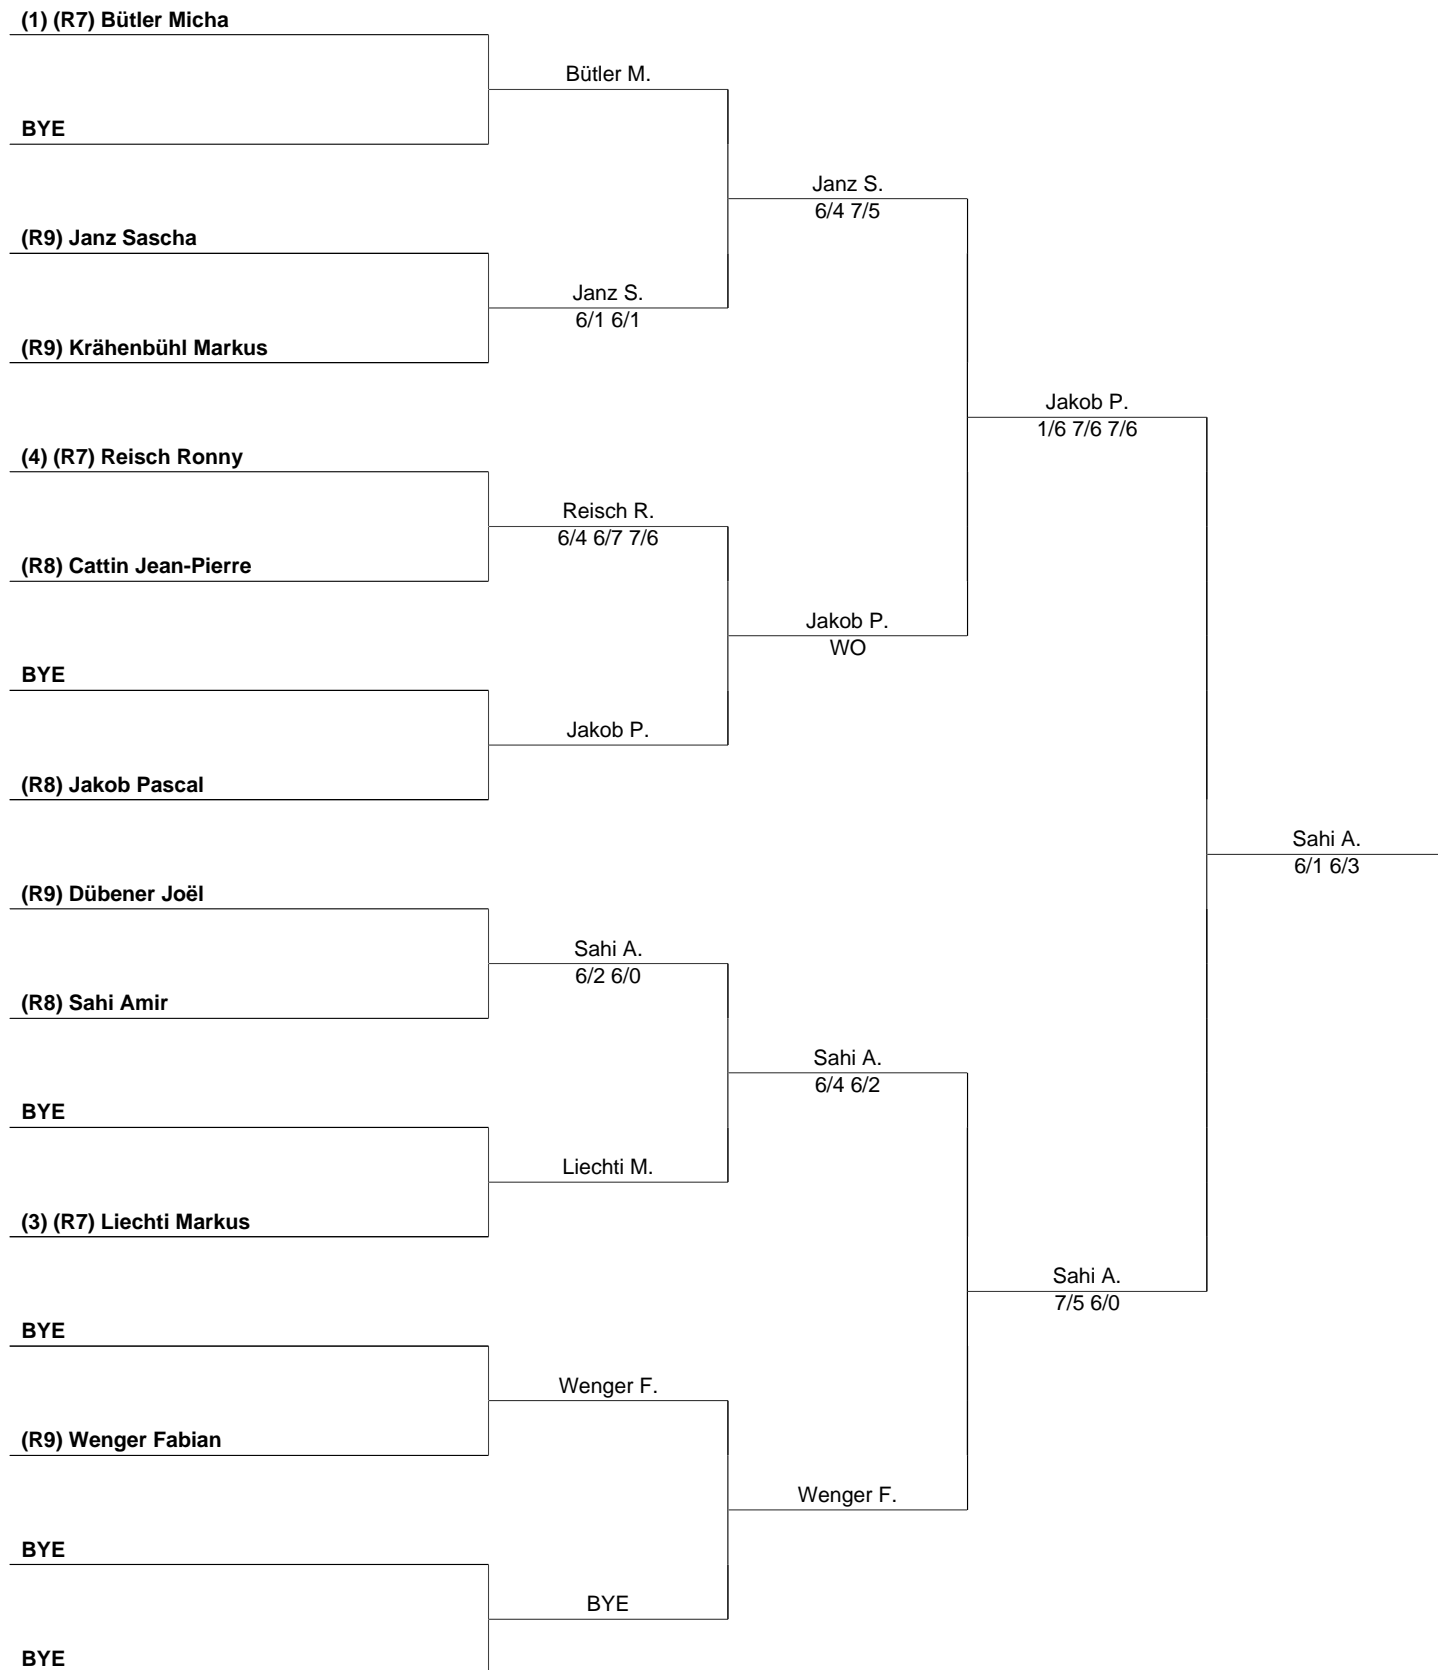 (1) (R7) Bütler Micha
Bütler M.
BYE
Janz S.
6/4 7/5
(R9) Janz Sascha
Janz S.
6/1 6/1
(R9) Krähenbühl Markus
Jakob P.
1/6 7/6 7/6
(4) (R7) Reisch Ronny
Reisch R.
6/4 6/7 7/6
(R8) Cattin Jean-Pierre
Jakob P.
WO
BYE
Jakob P.
(R8) Jakob Pascal
Sahi A.
6/1 6/3
(R9) Dübener Joël
Sahi A.
6/2 6/0
(R8) Sahi Amir
Sahi A.
6/4 6/2
BYE
Liechti M.
(3) (R7) Liechti Markus
Sahi A.
7/5 6/0
BYE
Wenger F.
(R9) Wenger Fabian
Wenger F.
BYE
BYE
BYE